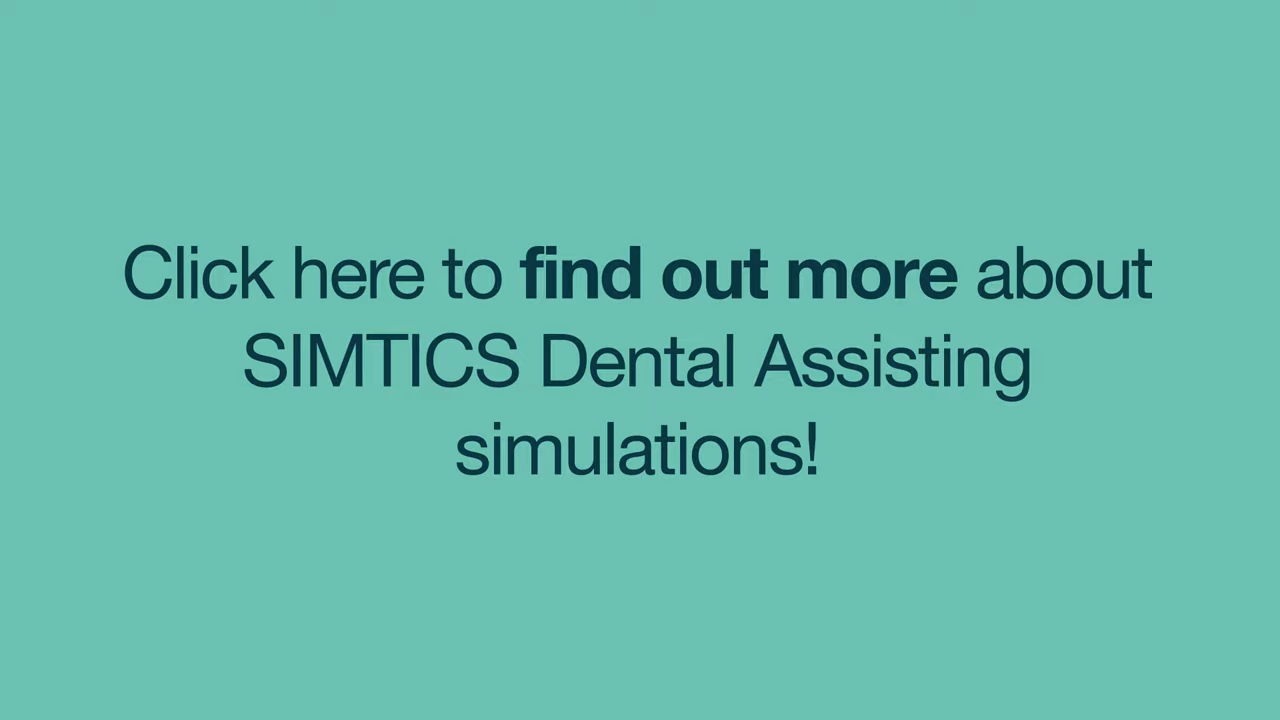 Click here to find out more about
SIMTICS Dental Assisting
simulations!